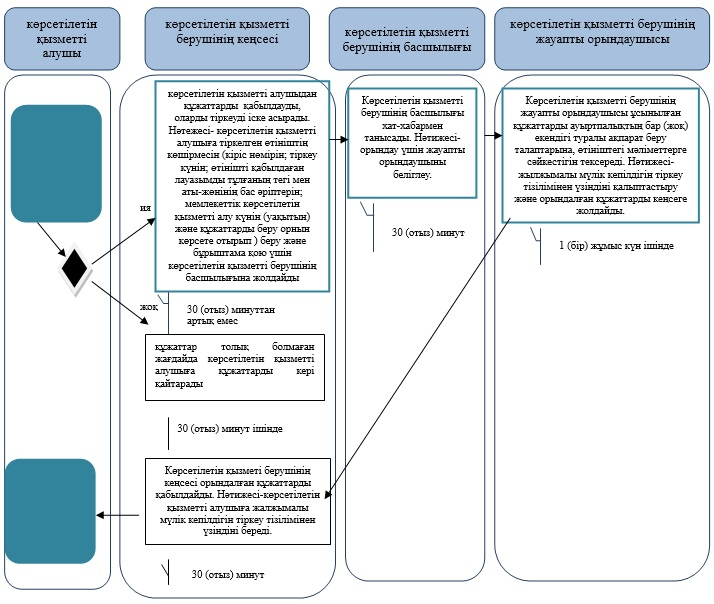 көрсетілетін
қызметті
алушы
көрсетілетін қызметті
берушінің кеңсесі
көрсетілетін қызметті
берушінің басшылығы
көрсетілетін қызметті берушінің
жауапты орындаушысы
көрсетілетін қызметті алушыдан
құжаттарды қабылдауды,
оларды тіркеуді іске асырады.
Нәтежесі- көрсетілетін қызметті
алушыға тіркелген өтініштің
көшірмесін (кіріс нөмірін; тіркеу
күнін; өтінішті қабылдаған
лауазымды тұлғаның тегі мен
аты-жөнінің бас әріптерін;
мемлекеттік көрсетілетін
қызметті алу күнін (уақытын)
және құжаттарды беру орнын
көрсете отырып ) беру және
бұрыштама қою үшін
көрсетілетін қызметті берушінің
басшылығына жолдайды
Көрсетілетін қызметті
берушінің басшылығы
хат-хабармен
танысады. Нәтижесі-
орындау үшін жауапты
орындаушыны
белігілеу.
Көрсетілетін қызметті берушінің
жауапты орындаушысы ұсынылған
құжаттарды ауыртпалықтың бар (жоқ)
екендігі туралы ақпарат беру
талаптарына, өтініштегі мәліметтерге
сәйкестігін тексереді. Нәтижесі-
жылжымалы мүлік кепілдігін тіркеу
тізілімінен үзіндіні қалыптастыру
және орындалған құжаттарды кеңсеге
жолдайды.
ия
30 (отыз) минут
1 (бір) жұмыс күн ішінде
жоқ
30 (отыз) минуттан
артық емес
құжаттар толық болмаған
жағдайда көрсетілетін қызметті
алушыға құжаттарды кері
қайтарады
30 (отыз) минут ішінде
Көрсетілетін қызметі берушінің
кеңсесі орындалған құжаттарды
қабылдайды. Нәтижесі-көрсетілетін
қызметті алушыға жалжымалы
мүлік кепілдігін тіркеу тізілімінен
үзіндіні береді.
30 (отыз) минут